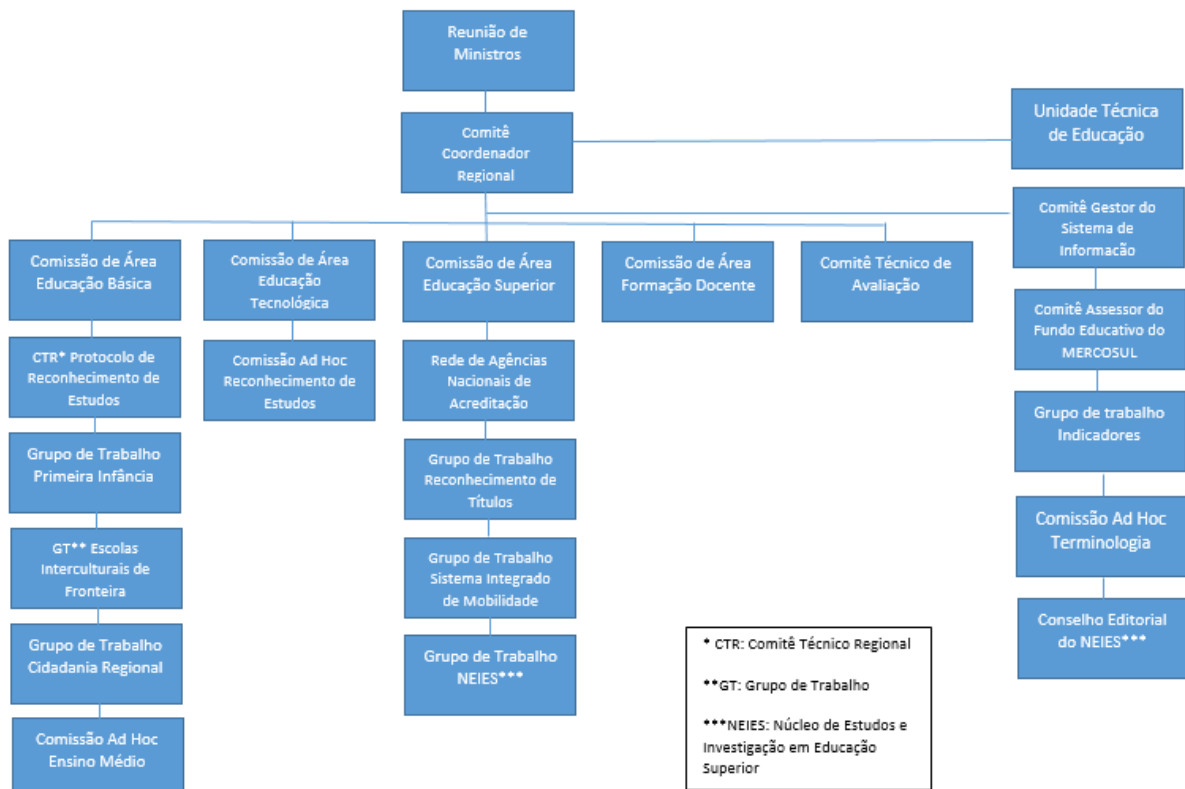 Reunião de
Ministros
Comitê
Coordenador
Regional
Unidade Técnica
de Educação
Comitê Gestor do
Sistema de
Informação
Comissão de Área
Educação Básica
Comissão de Área
Educação
Tecnológica
Comissão de Área
Educação Superior
Comissão de Área
Formação Docente
Comitê Técnico de
Avaliação
Comitê Assessor do
Fundo Educativo do
MERCOSUL
CTR* Protocolo de
Reconhecimento de
Estudos
Comissão Ad Hoc
Reconhecimento de
Estudos
Rede de Agências
Nacionais de
Acreditação
Grupo de trabalho
Indicadores
Grupo de Trabalho
Primeira Infância
Grupo de Trabalho
Reconhecimento de
Títulos
Comissão Ad Hoc
Terminologia
GT** Escolas
Interculturais de
Fronteira
Grupo de Trabalho
Sistema Integrado
de Mobilidade
Conselho Editorial
do NEIES***
Grupo de Trabalho
Cidadania Regional
Grupo de Trabalho
NEIES***
Comissão Ad Hoc
Ensino Médio
* CTR: Comitê Técnico Regional
**GT: Grupo de Trabalho
***NEIES: Núcleo de Estudos e
Investigação em Educação
Superior